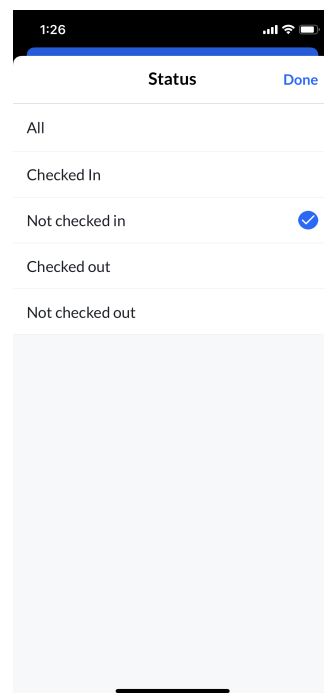 1:26
Status
Done
All
Checked In
Not checked in
Checked out
Not checked out